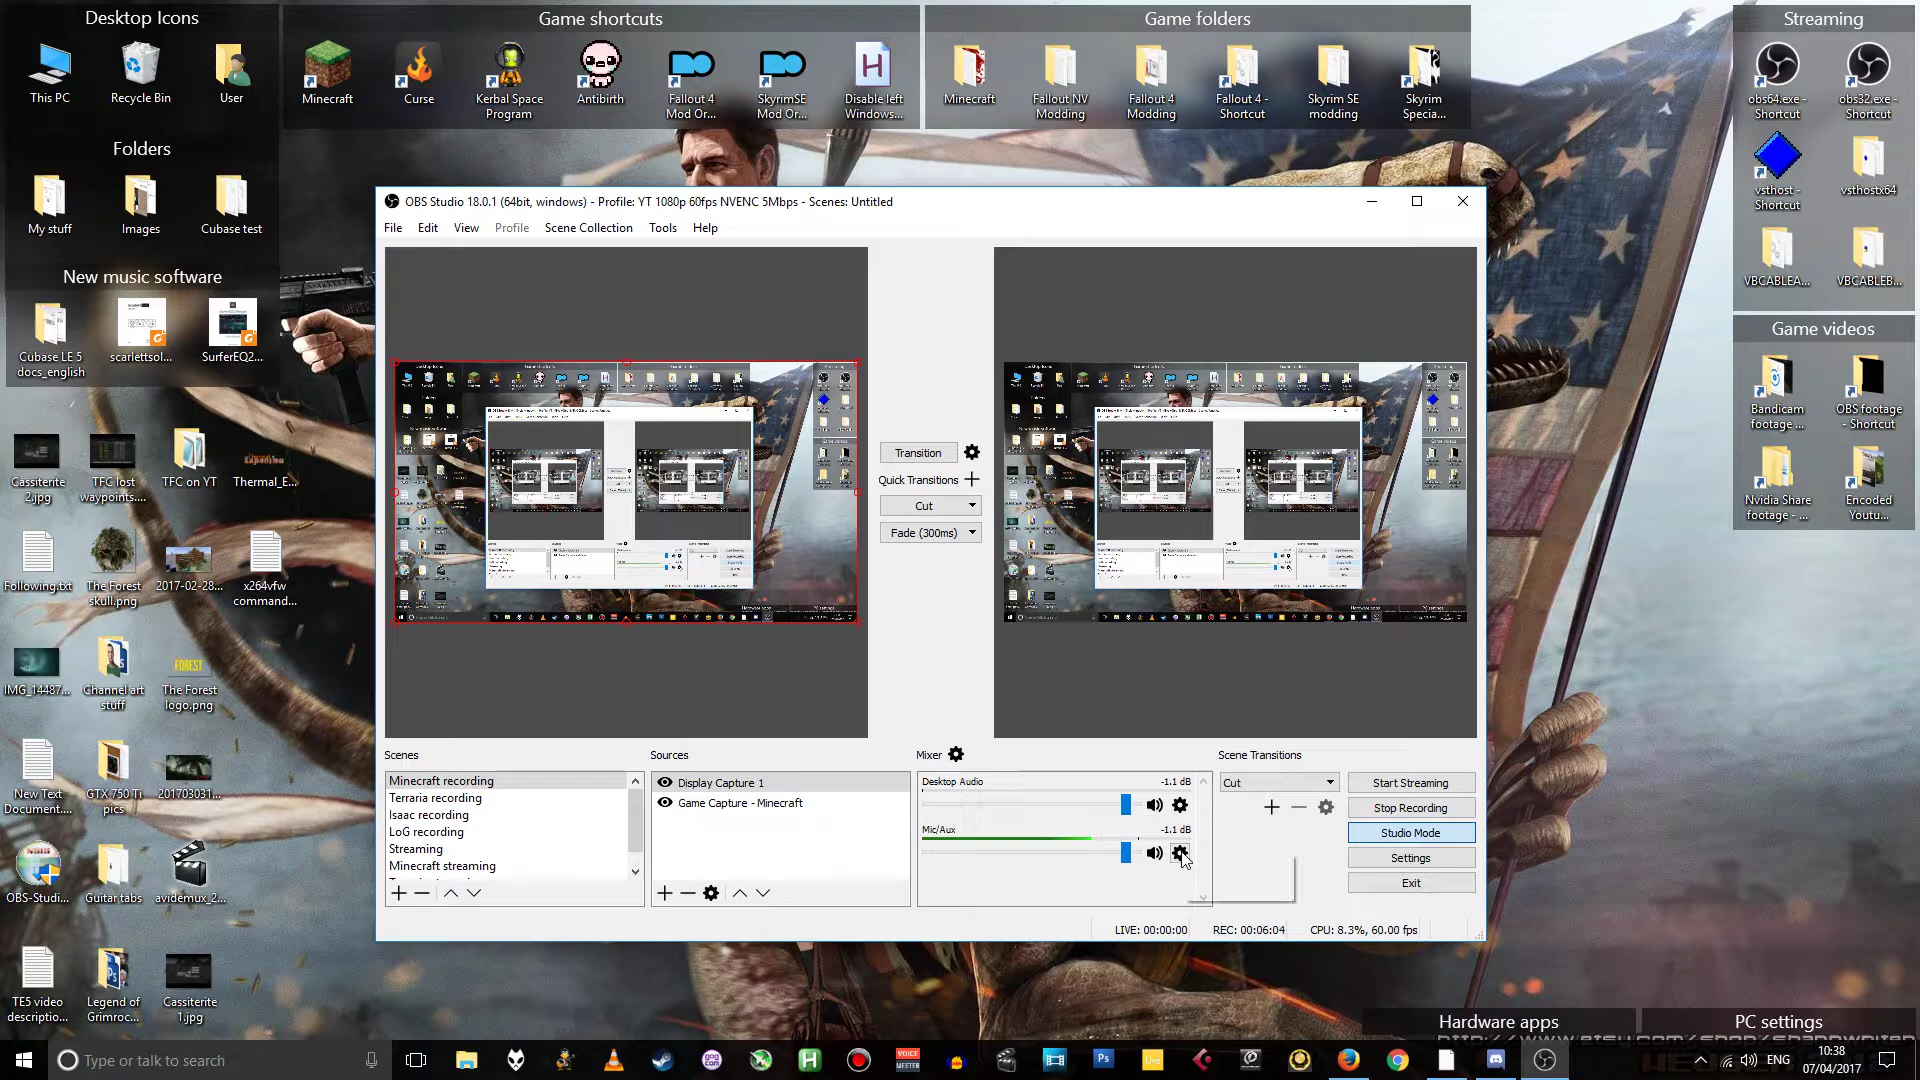 Desktop Icons
This PC
Recycle Bin
User
Folders
My stuff
Images
Cubase test
New music software
Cubase LE 5
docs_english
scarlettsol...
SurferEQ2...
Game shortcuts
Minecraft
Curse
Kerbal Space
Program
Antibirth
Fallout 4
Mod Or...
SkyrimSE
Mod Or...
Disable left
Windows...
Game folders
Minecraft
Fallout NV
Modding
Fallout 4
Modding
Fallout 4 -
Shortcut
Skyrim SE
modding
Skyrim
Specia...
Streaming
obs64.exe -
Shortcut
obs32.exe -
Shortcut
vsthost -
Shortcut
vsthostx64
VBCABLEA...
VBCABLEB...
Game videos
Bandicam
footage ...
OBS footage
- Shortcut
Nvidia Share
footage - ...
Encoded
Youtu...
Cassiterite
2.jpg
TFC lost
waypoints....
TFC on YT
Thermal_E...
Following.txt
The Forest
skull.png
2017-02-28...
x264vfw
command...
IMG_14487...
Channel art
stuff
FOREST
The Forest
logo.png
New Text
Document....
GTX 750 Ti
pics
201703031...
OBS-Studi...
Guitar tabs
avidemux_2...
TE5 video
descriptio...
Legend of
Grimroc...
Cassiterite
1.jpg
OBS Studio 18.0.1 (64bit, windows) - Profile: YT 1080p 60fps NVENC 5Mbps - Scenes: Untitled
File Edit View Profile Scene Collection Tools Help
Transition
Quick Transitions
Cut
Fade (300ms)
Scenes
Minecraft recording
Terraria recording
Isaac recording
LoG recording
Streaming
Minecraft streaming
Sources
Display Capture 1
Game Capture - Minecraft
Mixer
Desktop Audio -1.1 dB
Mic/Aux -1.1 dB
Scene Transitions
Cut
Start Streaming
Stop Recording
Studio Mode
Settings
Exit
LIVE: 00:00:00 REC: 00:06:04 CPU: 8.3%, 60.00 fps
Hardware apps
PC settings
Type or talk to search
VOICE
MEETER
Ps
Live
ENG
10:38
07/04/2017